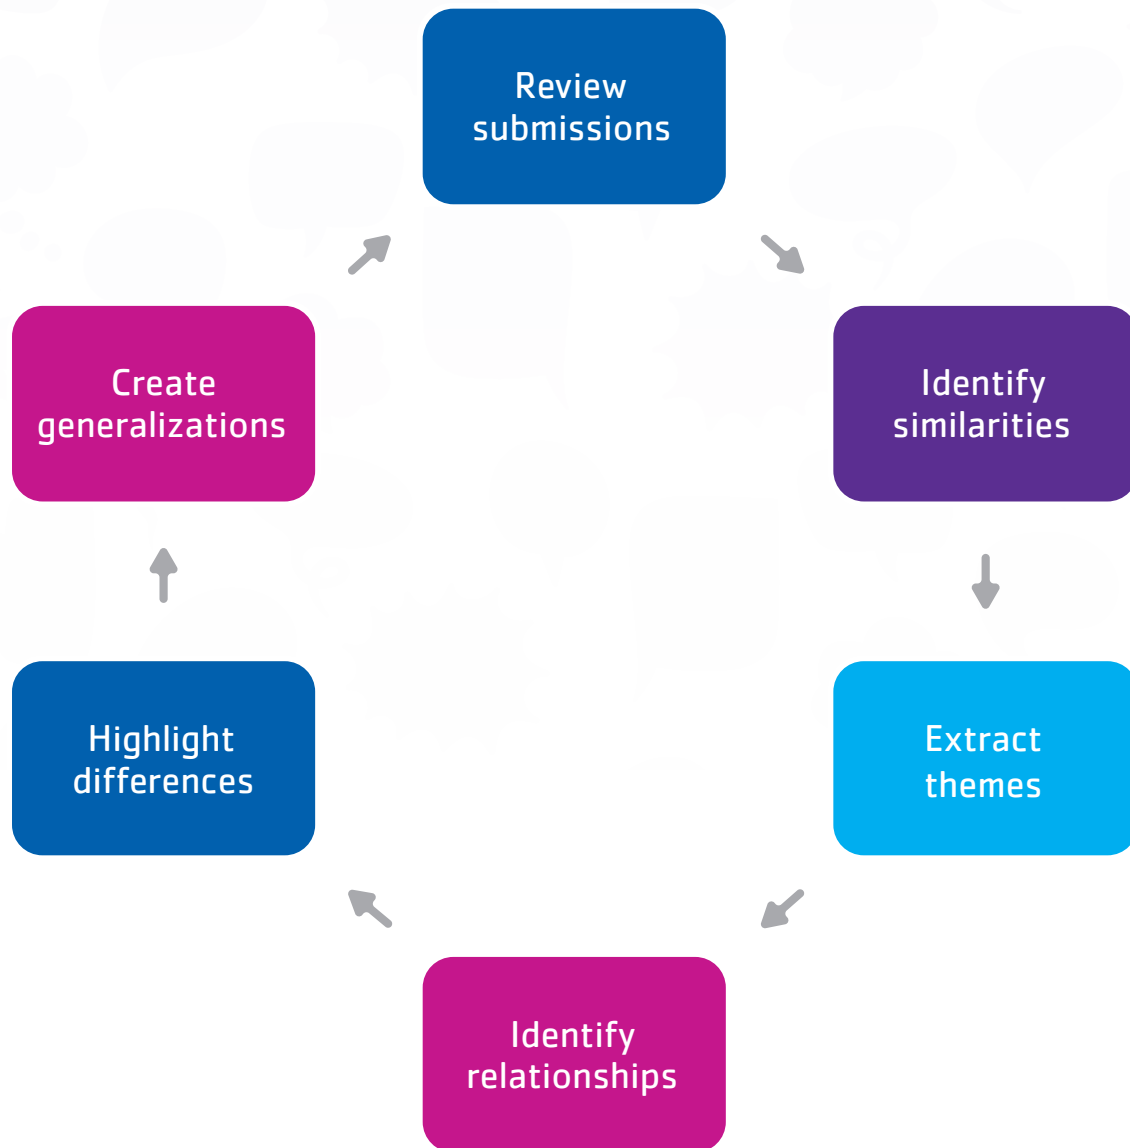 Review
submissions
Identify
similarities
Extract
themes
Identify
relationships
Highlight
differences
Create
generalizations